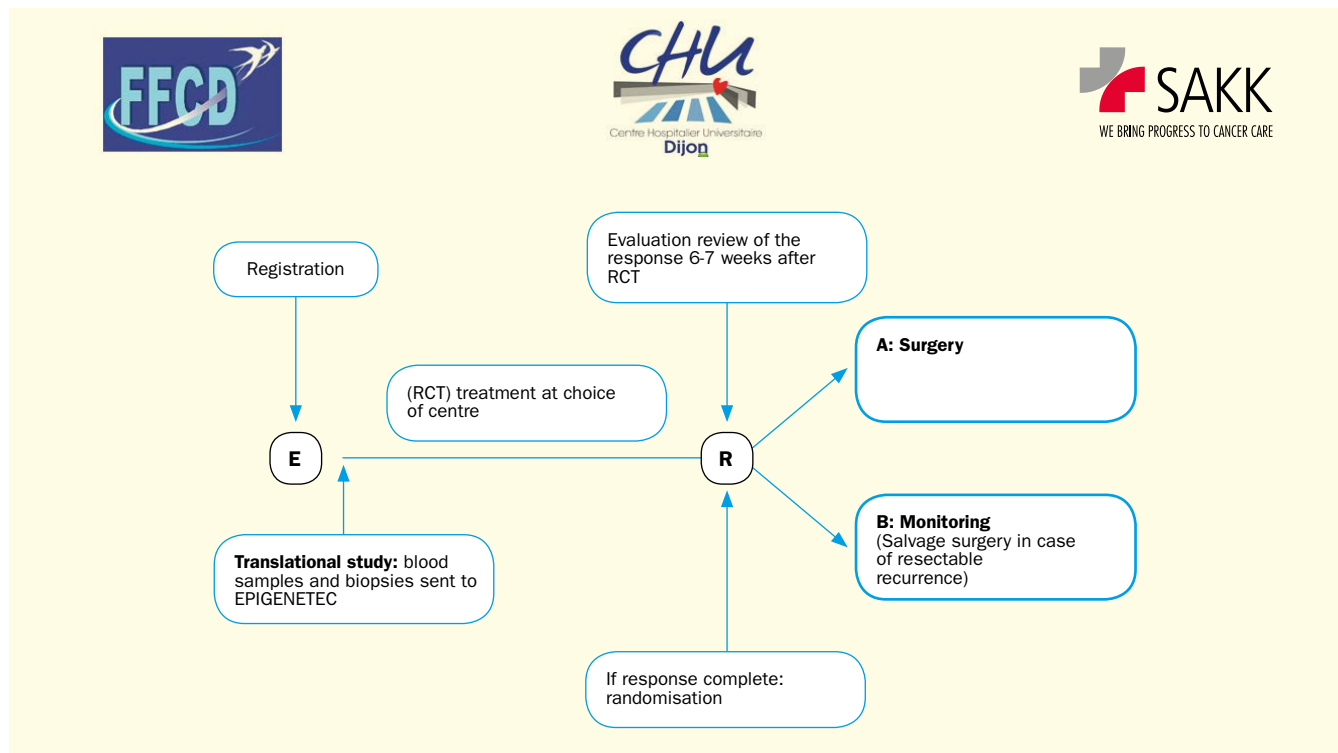 FFCD
CHU
Centre Hospitalier Universitaire
Dijon
SAKK
WE BRING PROGRESS TO CANCER CARE
Registration
Evaluation review of the
response 6-7 weeks after
RCT
(RCT) treatment at choice
of centre
A: Surgery
E
R
Translational study: blood
samples and biopsies sent to
EPIGENETEC
B: Monitoring
(Salvage surgery in case
of resectable
recurrence)
If response complete:
randomisation